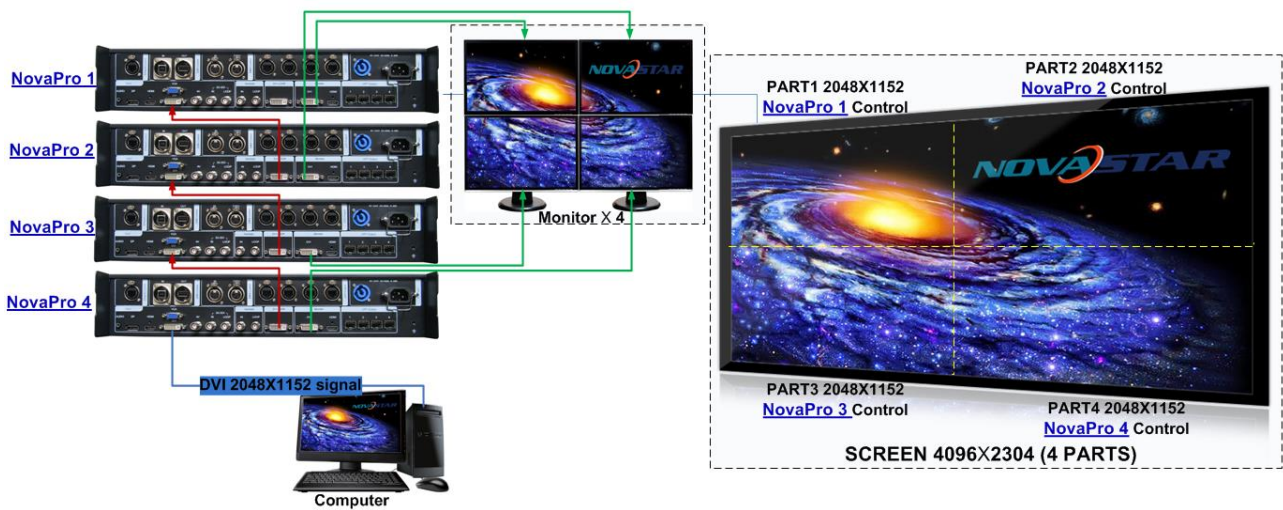 NovaPro 1
NovaPro 2
NovaPro 3
NovaPro 4
NOVASTAR
Monitor X 4
DVI 2048X1152 signal
NOVASTAR
Computer
PART1 2048X1152
NovaPro 1 Control
PART2 2048X1152
NovaPro 2 Control
NOVASTAR
PART3 2048X1152
NovaPro 3 Control
PART4 2048X1152
NovaPro 4 Control
SCREEN 4096X2304 (4 PARTS)